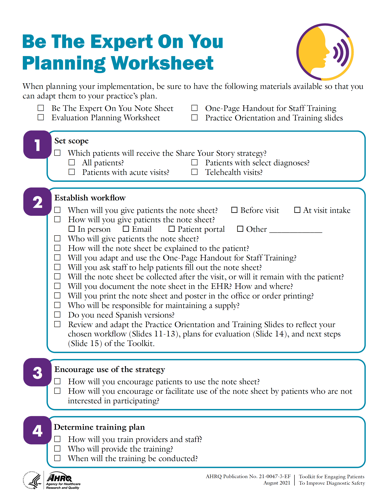 Be The Expert On You
Planning Worksheet
When planning your implementation, be sure to have the following materials available so that you
can adapt them to your practice's plan.
☐ Be The Expert On You Note Sheet ☐ One-Page Handout for Staff Training
☐ Evaluation Planning Worksheet ☐ Practice Orientation and Training slides
1 Set scope
☐ Which patients will receive the Share Your Story strategy?
☐ All patients? ☐ Patients with select diagnoses?
☐ Patients with acute visits? ☐ Telehealth visits?
2 Establish workflow
☐ When will you give patients the note sheet? ☐ Before visit ☐ At visit intake
☐ How will you give patients the note sheet?
☐ In person ☐ Email ☐ Patient portal ☐ Other ____________
☐ Who will give patients the note sheet?
☐ How will the note sheet be explained to the patient?
☐ Will you adapt and use the One-Page Handout for Staff Training?
☐ Will you ask staff to help patients fill out the note sheet?
☐ Will the note sheet be collected after the visit, or will it remain with the patient?
☐ Will you document the note sheet in the EHR? How and where?
☐ Will you print the note sheet and poster in the office or order printing?
☐ Who will be responsible for maintaining a supply?
☐ Do you need Spanish versions?
☐ Review and adapt the Practice Orientation and Training Slides to reflect your
chosen workflow (Slides 11-13), plans for evaluation (Slide 14), and next steps
(Slide 15) of the Toolkit.
3 Encourage use of the strategy
☐ How will you encourage patients to use the note sheet?
☐ How will you encourage or facilitate use of the note sheet by patients who are not
interested in participating?
4 Determine training plan
☐ How will you train providers and staff?
☐ Who will provide the training?
☐ When will the training be conducted?
AHRQ
Agency for Healthcare
Research and Quality
AHRQ Publication No. 21-0047-3-EF
August 2021
Toolkit for Engaging Patients
To Improve Diagnostic Safety